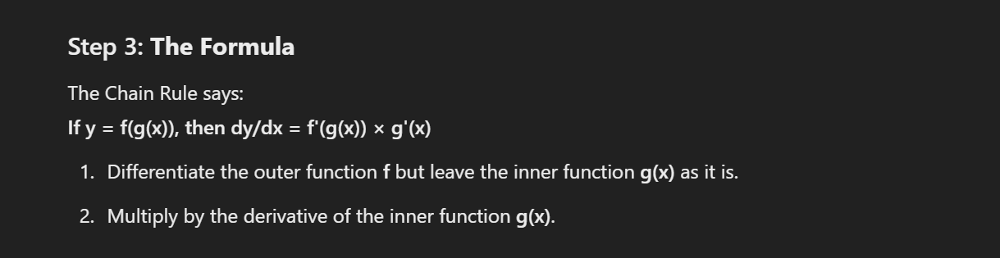 Step 3: The Formula
The Chain Rule says:
If y = f(g(x)), then dy/dx = f'(g(x)) × g'(x)
1. Differentiate the outer function f but leave the inner function g(x) as it is.
2. Multiply by the derivative of the inner function g(x).